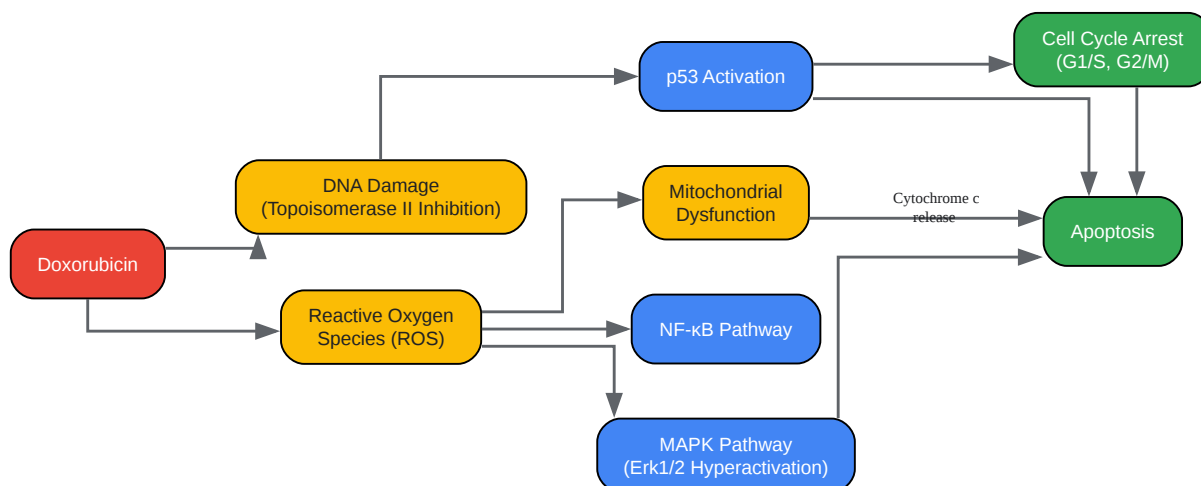 Cell Cycle Arrest
(G1/S, G2/M)
p53 Activation
DNA Damage
(Topoisomerase II Inhibition)
Mitochondrial
Dysfunction
Cytochrome c
release
Apoptosis
Doxorubicin
Reactive Oxygen
Species (ROS)
NF-κB Pathway
MAPK Pathway
(Erk1/2 Hyperactivation)